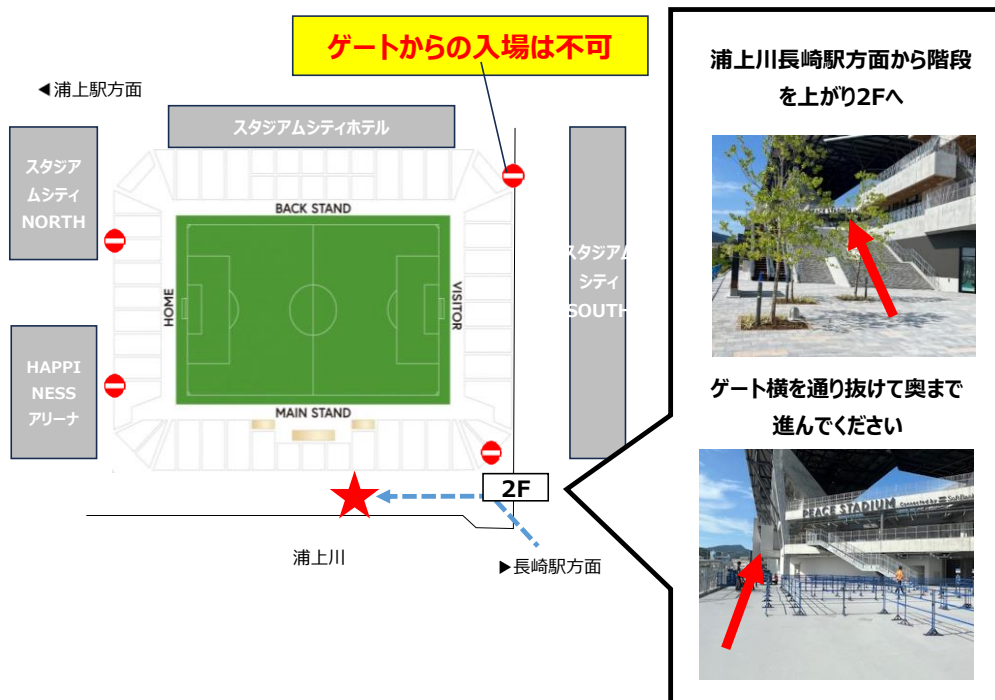 ゲートからの入場は不可
◀浦上駅方面
スタジアムシティホテル
スタジア
ムシティ
NORTH
BACK STAND
HOME
VISITOR
スタジアム
シティ
SOUTH
HAPPI
NESS
アリーナ
MAIN STAND
2F
浦上川
▶長崎駅方面
浦上川長崎駅方面から階段
を上がり2Fへ
ゲート横を通り抜けて奥まで
進んでください
PEACE STADIUM Connected by SoftBank